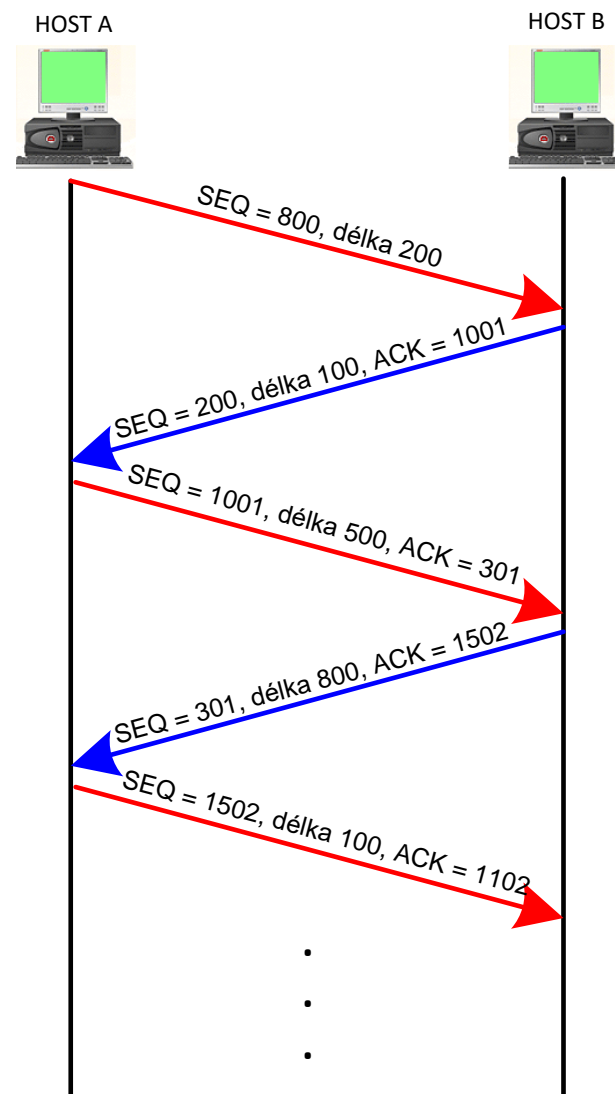 HOST A
HOST B
SEQ = 800, délka 200
SEQ = 200, délka 100, ACK = 1001
SEQ = 1001, délka 500, ACK = 301
SEQ = 301, délka 800, ACK = 1502
SEQ = 1502, délka 100, ACK = 1102